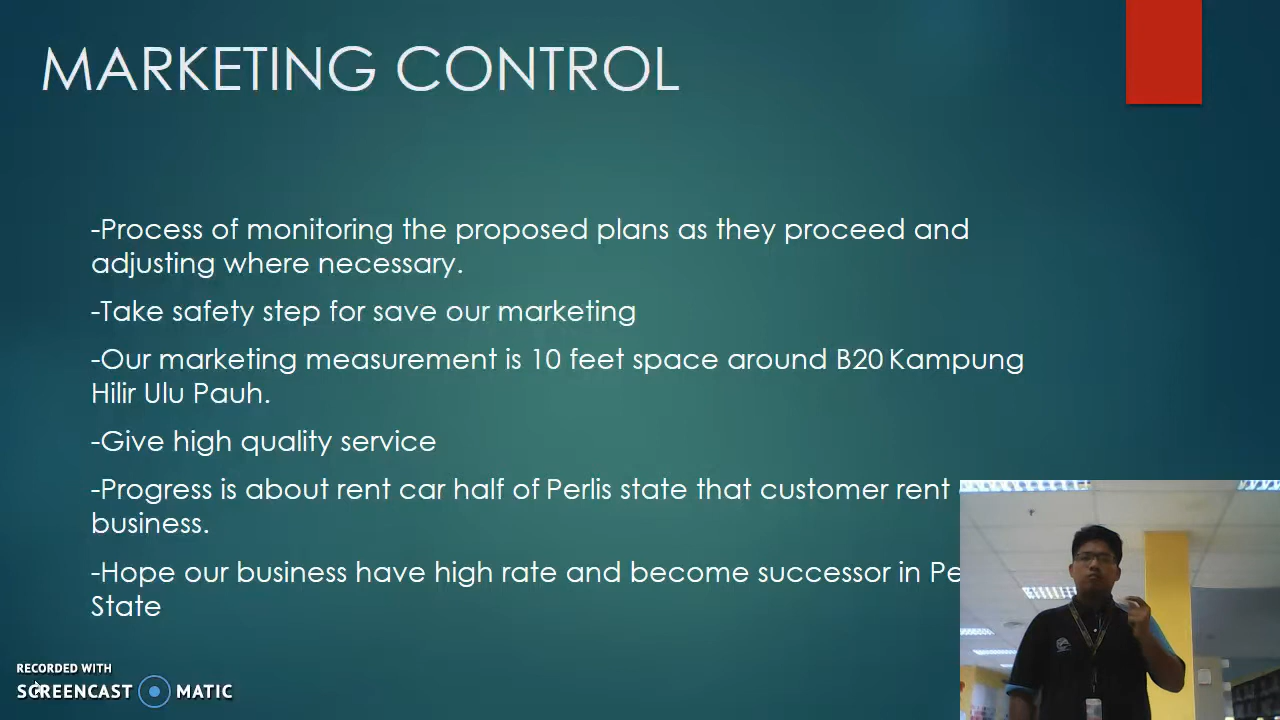 MARKETING CONTROL
-Process of monitoring the proposed plans as they proceed and
adjusting where necessary.
-Take safety step for save our marketing
-Our marketing measurement is 10 feet space around B20 Kampung
Hilir Ulu Pauh.
-Give high quality service
-Progress is about rent car half of Perlis state that customer rent
business.
-Hope our business have high rate and become successor in
State
RECORDED WITH
SCREENCAST MATIC